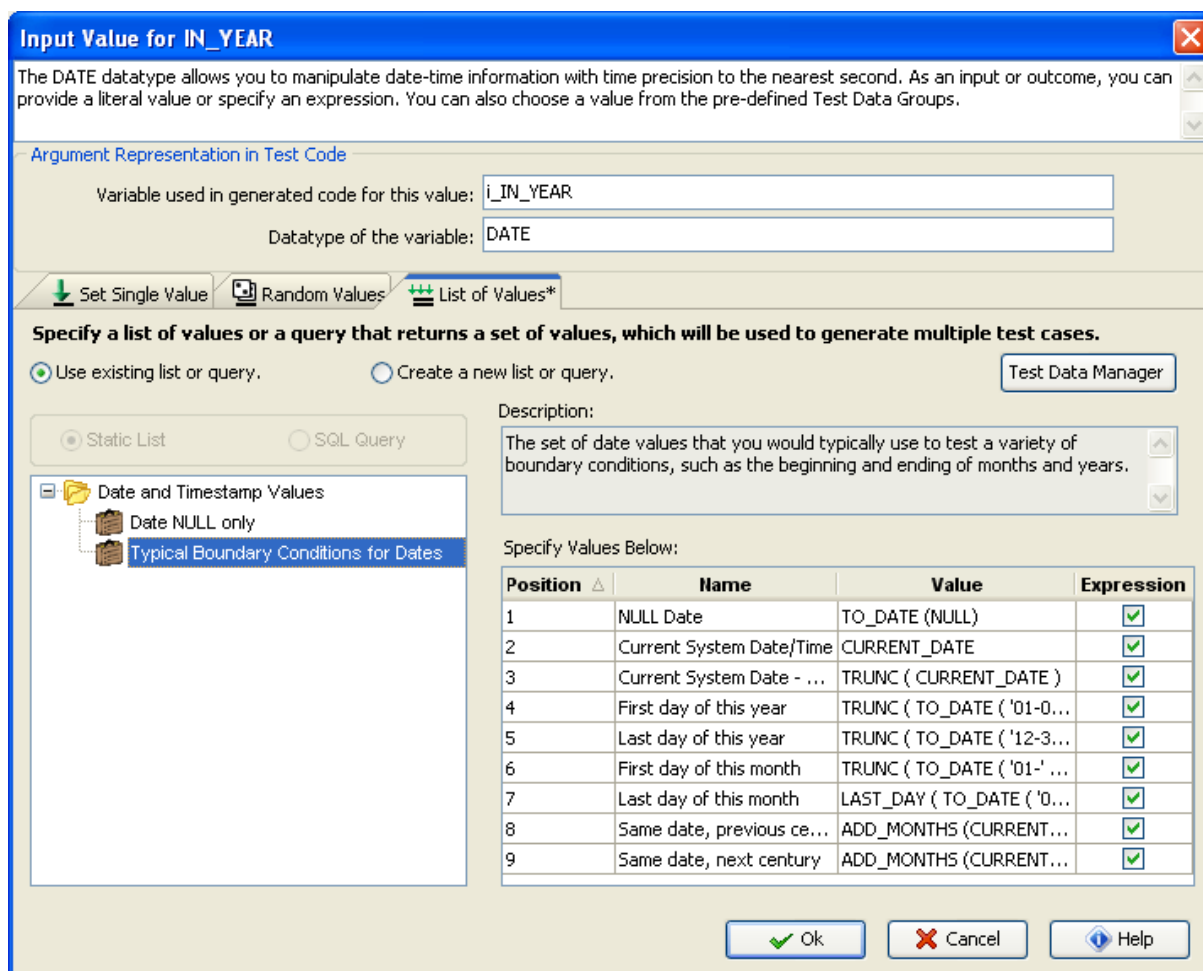 Input Value for IN_YEAR
The DATE datatype allows you to manipulate date-time information with time precision to the nearest second. As an input or outcome, you can
provide a literal value or specify an expression. You can also choose a value from the pre-defined Test Data Groups.
Argument Representation in Test Code
Variable used in generated code for this value: i_IN_YEAR
Datatype of the variable: DATE
Set Single Value Random Values List of Values*
Specify a list of values or a query that returns a set of values, which will be used to generate multiple test cases.
Use existing list or query. Create a new list or query. Test Data Manager
Static List SQL Query
Date and Timestamp Values
Date NULL only
Typical Boundary Conditions for Dates
Description:
The set of date values that you would typically use to test a variety of
boundary conditions, such as the beginning and ending of months and years.
Specify Values Below:
Position Name Value Expression
1 NULL Date TO_DATE (NULL)
2 Current System Date/Time CURRENT_DATE
3 Current System Date - ... TRUNC ( CURRENT_DATE )
4 First day of this year TRUNC ( TO_DATE ( '01-0...
5 Last day of this year TRUNC ( TO_DATE ( '12-3...
6 First day of this month TRUNC ( TO_DATE ( '01-' ...
7 Last day of this month LAST_DAY ( TO_DATE ( '0...
8 Same date, previous ce... ADD_MONTHS (CURRENT...
9 Same date, next century ADD_MONTHS (CURRENT...
Ok Cancel Help